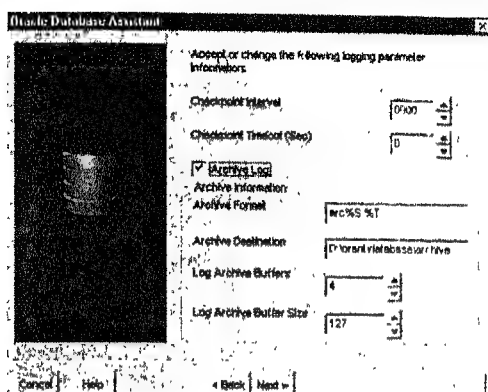 Oracle Database Assistant
Accept or change the following logging parameter
information.
Checkpoint Interval
Checkpoint Timeout (Sec)
0
Archive Log
Archive Information
Archive Format
arc%S %T
Archive Destination
Log Archive Buffers
4
Log Archive Buffer Size
127
Cancel Help Back Next